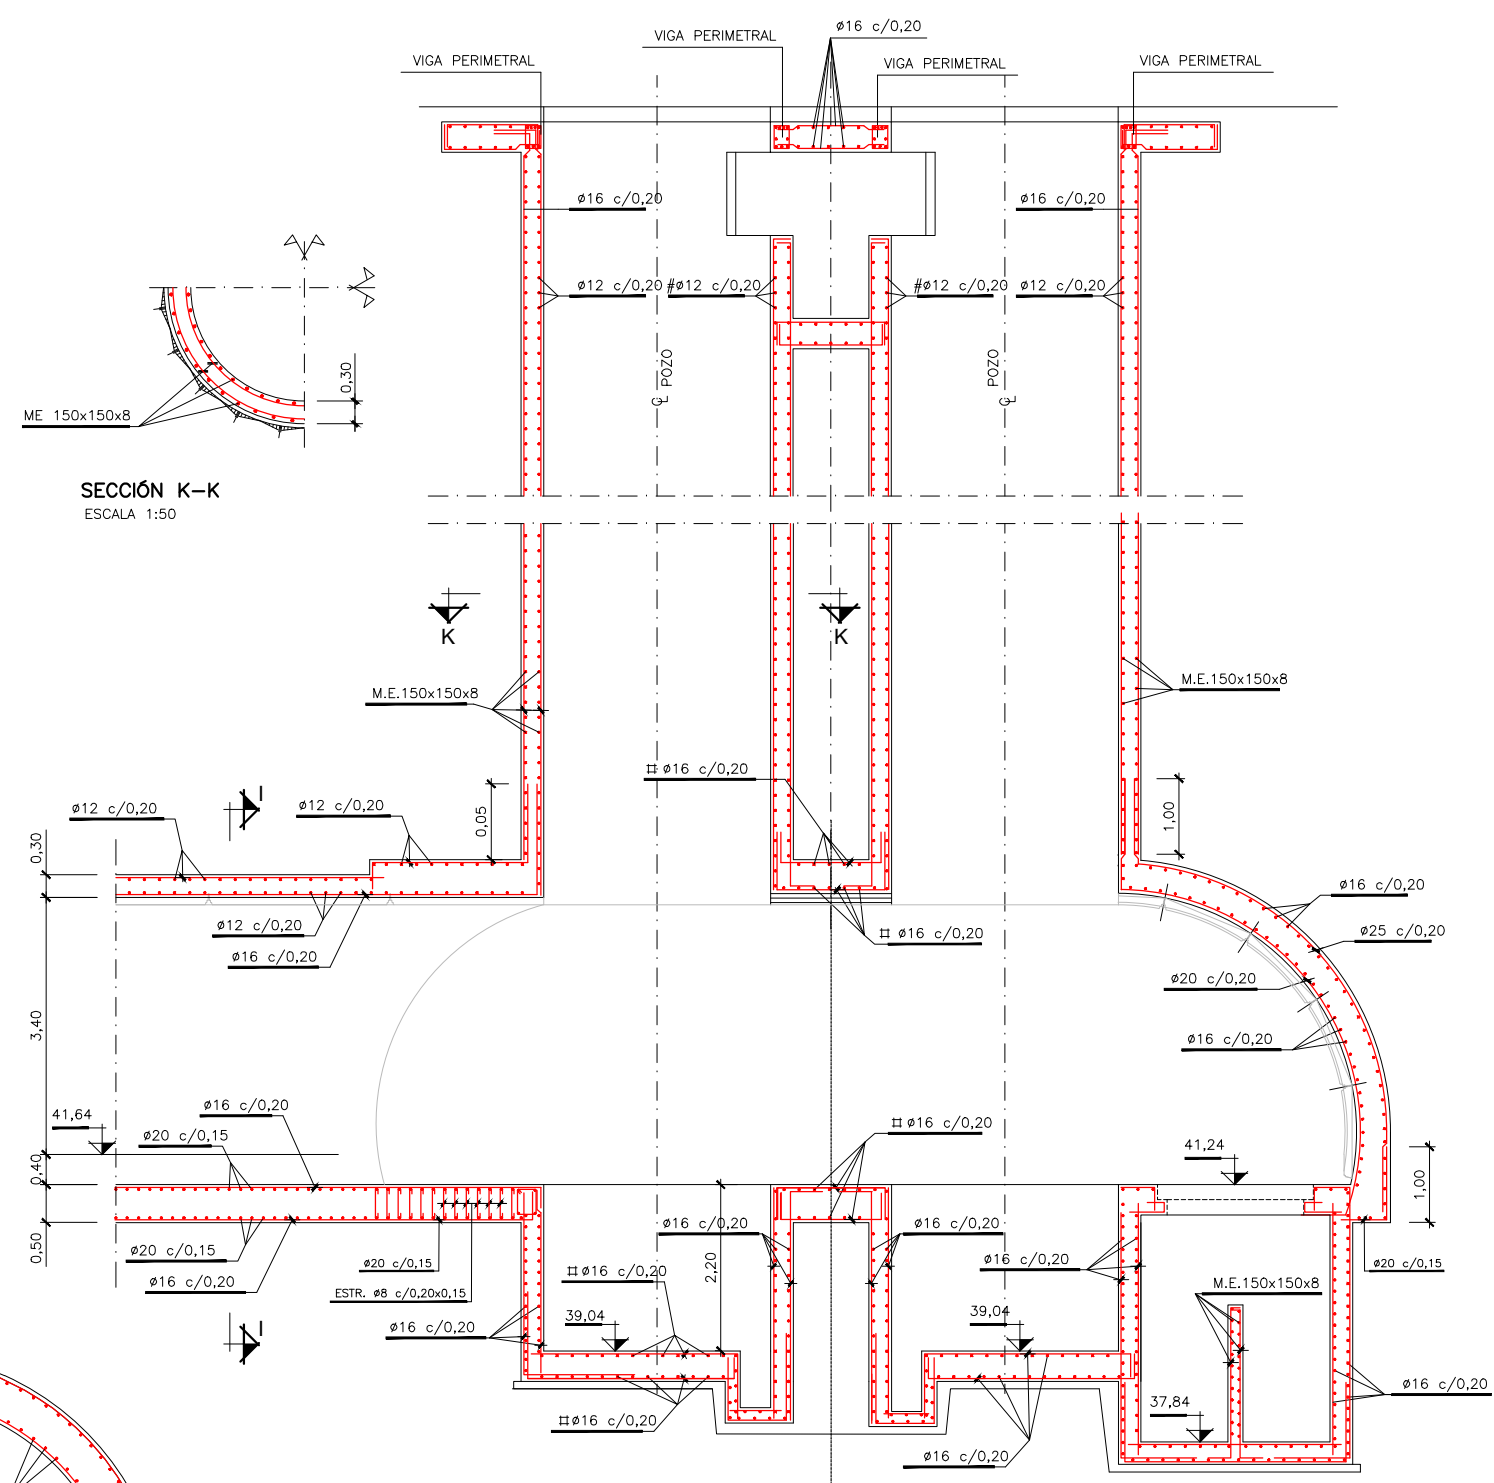 ø16 c/0,20
VIGA PERIMETRAL
VIGA PERIMETRAL
VIGA PERIMETRAL
VIGA PERIMETRAL
ø16 c/0,20
ø16 c/0,20
ø12 c/0,20
#ø12 c/0,20
#ø12 c/0,20
ø12 c/0,20
POZO
POZO
0,30
ME 150x150x8
SECCIÓN K-K
ESCALA 1:50
K
K
M.E.150x150x8
M.E.150x150x8
⌗ø16 c/0,20
I
ø12 c/0,20
ø12 c/0,20
0,05
1,00
0,30
ø16 c/0,20
ø12 c/0,20
⌗ø16 c/0,20
ø25 c/0,20
ø16 c/0,20
ø20 c/0,20
3,40
ø16 c/0,20
ø16 c/0,20
41,64
ø20 c/0,15
⌗ø16 c/0,20
41,24
0,40
1,00
ø16 c/0,20
ø16 c/0,20
0,50
ø20 c/0,15
ø20 c/0,15
2,20
ø16 c/0,20
ø20 c/0,15
ø16 c/0,20
⌗ø16 c/0,20
M.E.150x150x8
ESTR. ø8 c/0,20x0,15
39,04
39,04
I
ø16 c/0,20
ø16 c/0,20
37,84
⌗ø16 c/0,20
ø16 c/0,20